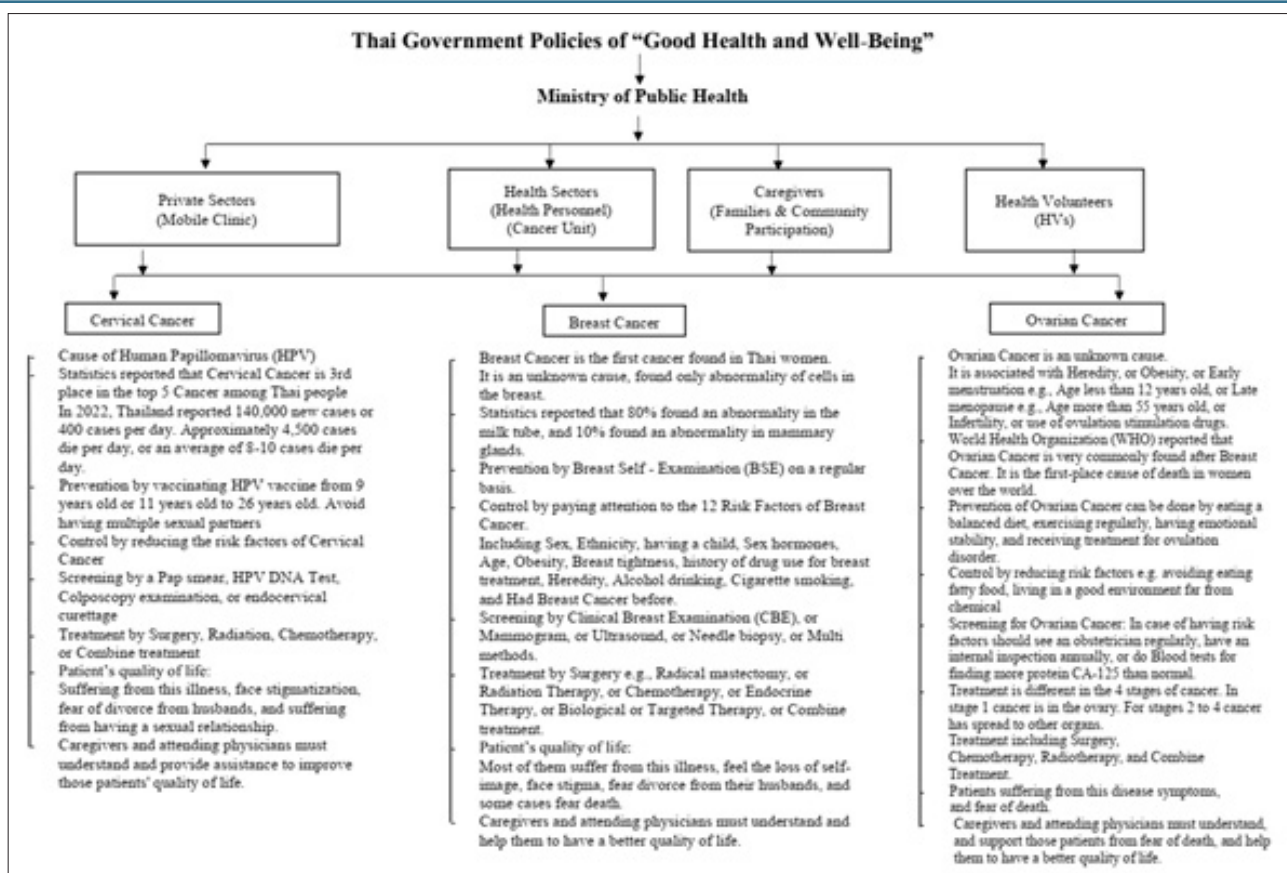 Thai Government Policies of “Good Health and Well-Being”
Ministry of Public Health
Private Sectors
(Mobile Clinic)
Health Sectors
(Health Personnel)
(Cancer Unit)
Caregivers
(Families & Community
Participation)
Health Volunteers
(HVs)
Cervical Cancer
Cause of Human Papillomavirus (HPV)
Statistics reported that Cervical Cancer is 3rd
place in the top 5 Cancer among Thai people
In 2022, Thailand reported 140,000 new cases or
400 cases per day. Approximately 4,500 cases
die per day, or an average of 8-10 cases die per
day.
Prevention by vaccinating HPV vaccine from 9
years old or 11 years old to 26 years old. Avoid
having multiple sexual partners
Control by reducing the risk factors of Cervical
Cancer
Screening by a Pap smear, HPV DNA Test,
Colposcopy examination, or endocervical
curettage
Treatment by Surgery, Radiation, Chemotherapy,
or Combine treatment
Patient’s quality of life:
Suffering from this illness, face stigmatization,
fear of divorce from husbands, and suffering
from having a sexual relationship.
Caregivers and attending physicians must
understand and provide assistance to improve
those patients’ quality of life.
Breast Cancer
Breast Cancer is the first cancer found in Thai women.
It is an unknown cause, found only abnormality of cells in
the breast.
Statistics reported that 80% found an abnormality in the
milk tube, and 10% found an abnormality in mammary
glands.
Prevention by Breast Self - Examination (BSE) on a regular
basis.
Control by paying attention to the 12 Risk Factors of Breast
Cancer.
Including Sex, Ethnicity, having a child, Sex hormones,
Age, Obesity, Breast tightness, history of drug use for breast
treatment, Heredity, Alcohol drinking, Cigarette smoking,
and Had Breast Cancer before.
Screening by Clinical Breast Examination (CBE), or
Mammogram, or Ultrasound, or Needle biopsy, or Multi
methods.
Treatment by Surgery e.g., Radical mastectomy, or
Radiation Therapy, or Chemotherapy, or Endocrine
Therapy, or Biological or Targeted Therapy, or Combine
treatment.
Patient’s quality of life:
Most of them suffer from this illness, feel the loss of self-
image, face stigma, fear divorce from their husbands, and
some cases fear death.
Caregivers and attending physicians must understand and
help them to have a better quality of life.
Ovarian Cancer
Ovarian Cancer is an unknown cause.
It is associated with Heredity, or Obesity, or Early
menstruation e.g., Age less than 12 years old, or Late
menopause e.g., Age more than 55 years old, or
Infertility, or use of ovulation stimulation drugs.
World Health Organization (WHO) reported that
Ovarian Cancer is very commonly found after Breast
Cancer. It is the first-place cause of death in women
over the world.
Prevention of Ovarian Cancer can be done by eating a
balanced diet, exercising regularly, having emotional
stability, and receiving treatment for ovulation
disorder.
Control by reducing risk factors e.g. avoiding eating
fatty food, living in a good environment far from
chemical
Screening for Ovarian Cancer: In case of having risk
factors should see an obstetrician regularly, have an
internal inspection annually, or do Blood tests for
finding more protein CA-125 than normal.
Treatment is different in the 4 stages of cancer. In
stage 1 cancer is in the ovary. For stages 2 to 4 cancer
has spread to other organs.
Treatment including Surgery,
Chemotherapy, Radiotherapy, and Combine
Treatment.
Patients suffering from this disease symptoms,
and fear of death.
Caregivers and attending physicians must understand,
and support those patients from fear of death, and help
them to have a better quality of life.